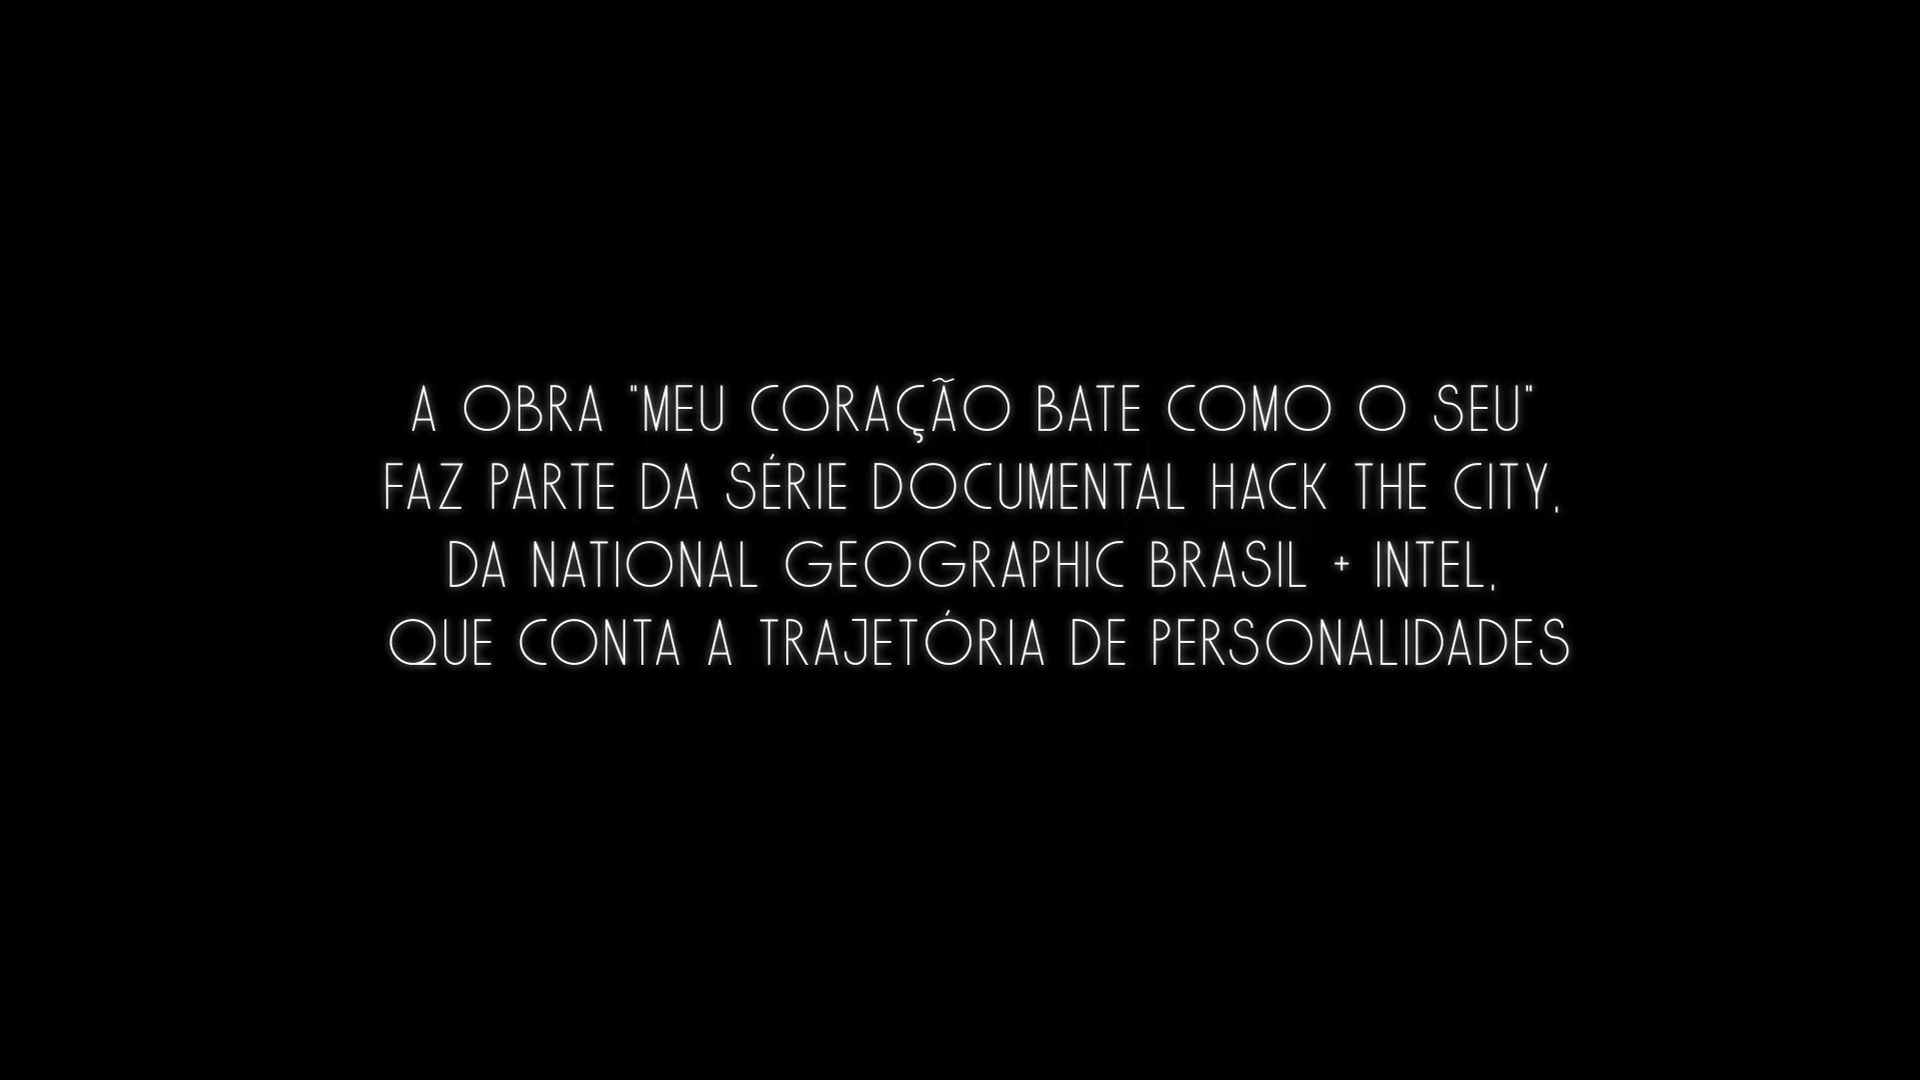 A OBRA "MEU CORAÇÃO BATE COMO O SEU"
FAZ PARTE DA SÉRIE DOCUMENTAL HACK THE CITY,
DA NATIONAL GEOGRAPHIC BRASIL + INTEL,
QUE CONTA A TRAJETÓRIA DE PERSONALIDADES